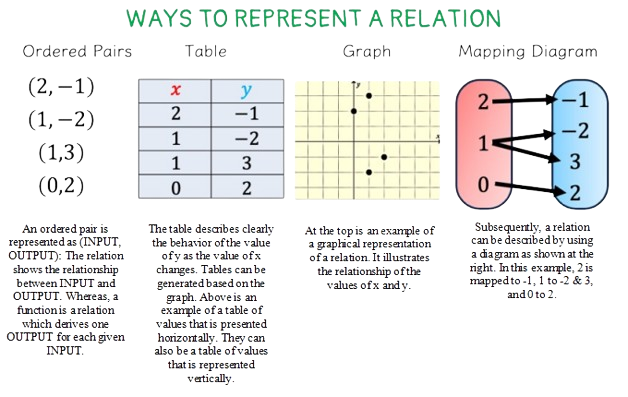 WAYS TO REPRESENT A RELATION
Ordered Pairs
(2, −1)
(1, −2)
(1,3)
(0,2)
An ordered pair is
represented as (INPUT,
OUTPUT): The relation
shows the relationship
between INPUT and
OUTPUT. Whereas, a
function is a relation
which derives one
OUTPUT for each given
INPUT.
Table
x y
2 −1
1 −2
1 3
0 2
The table describes clearly
the behavior of the value
of y as the value of x
changes. Tables can be
generated based on the
graph. Above is an
example of a table of
values that is presented
horizontally. They can
also be a table of values
that is represented
vertically.
Graph
y
x
At the top is an example of
a graphical representation
of a relation. It illustrates
the relationship of the
values of x and y.
Mapping Diagram
2 −1
1 −2
3
0 2
Subsequently, a relation
can be described by using
a diagram as shown at the
right. In this example, 2 is
mapped to -1, 1 to -2 & 3,
and 0 to 2.